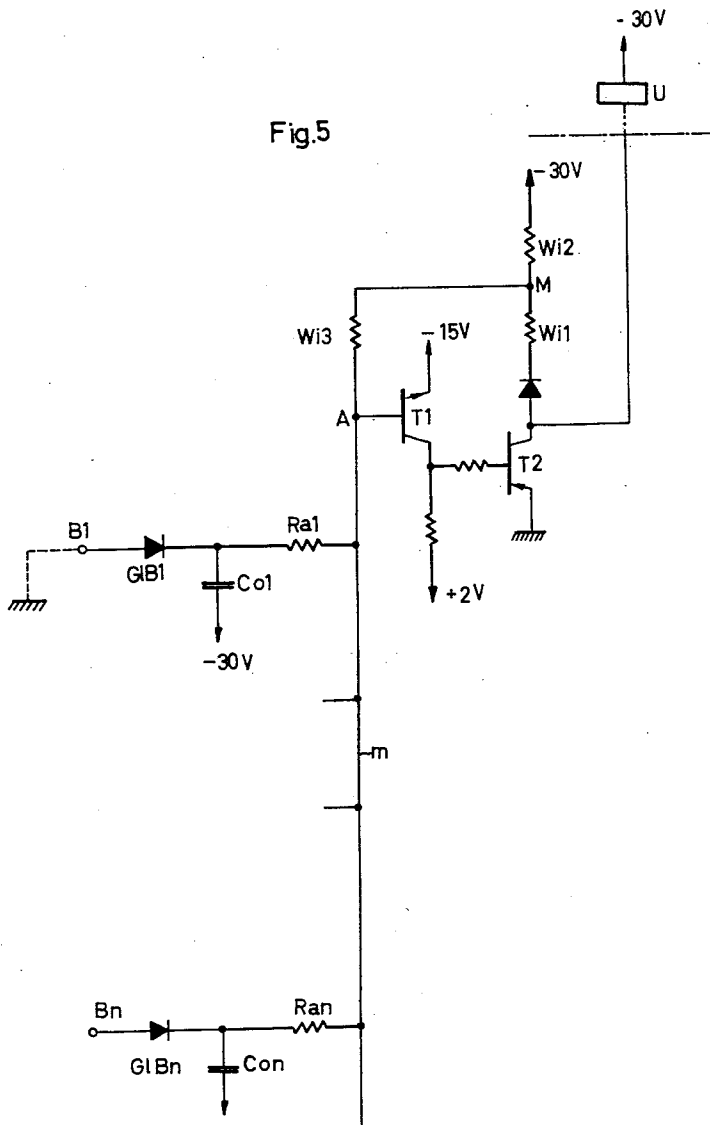 - 30V
U
Fig.5
-30V
Wi2
M
Wi3
Wi1
-15V
A
T1
T2
B1
Ra1
GlB1
Co1
+2V
-30V
m
Bn
Ran
GlBn
Con